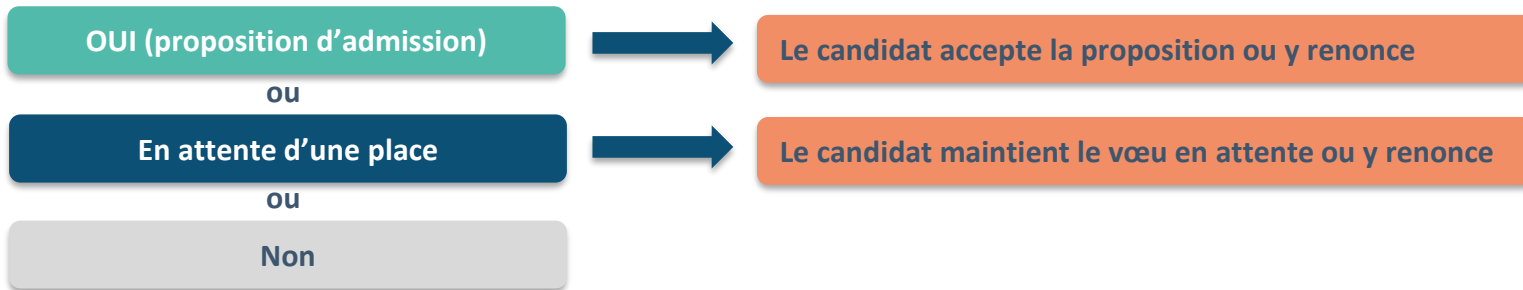 OUI (proposition d’admission)
Le candidat accepte la proposition ou y renonce
ou
En attente d’une place
Le candidat maintient le vœu en attente ou y renonce
ou
Non